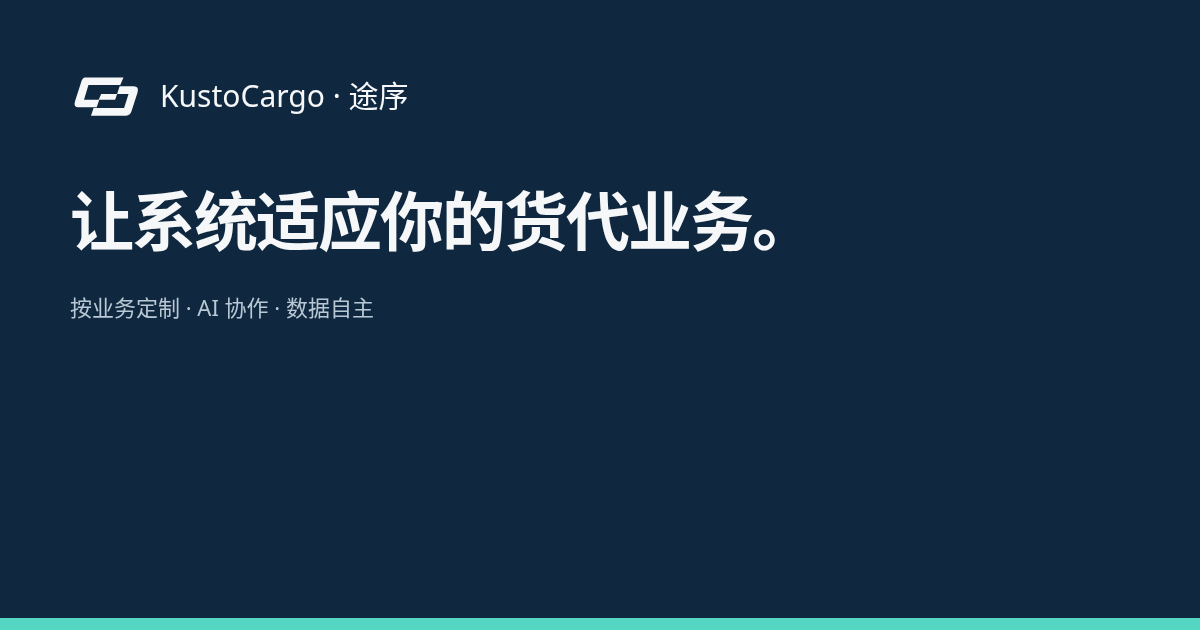 KustoCargo · 途序
让系统适应你的货代业务。
按业务定制 · AI 协作 · 数据自主